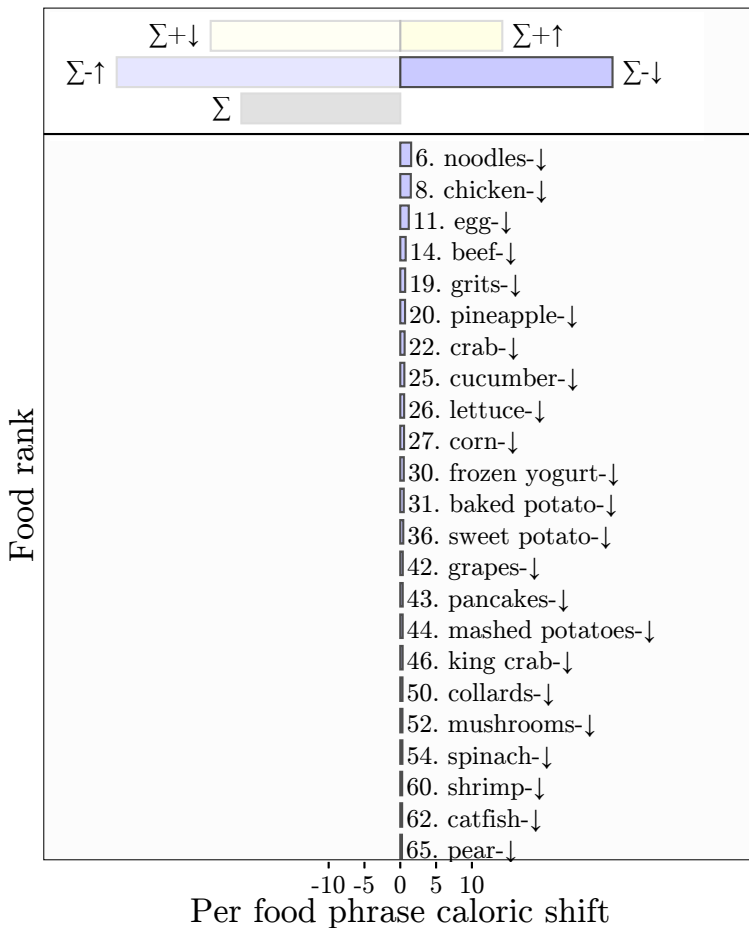 ∑+↓ ∑+↑
∑-↑ ∑-↓
∑
6. noodles-↓
8. chicken-↓
11. egg-↓
14. beef-↓
19. grits-↓
20. pineapple-↓
22. crab-↓
25. cucumber-↓
26. lettuce-↓
27. corn-↓
30. frozen yogurt-↓
31. baked potato-↓
36. sweet potato-↓
42. grapes-↓
43. pancakes-↓
44. mashed potatoes-↓
46. king crab-↓
50. collards-↓
52. mushrooms-↓
54. spinach-↓
60. shrimp-↓
62. catfish-↓
65. pear-↓
Food rank
-10 -5 0 5 10
Per food phrase caloric shift